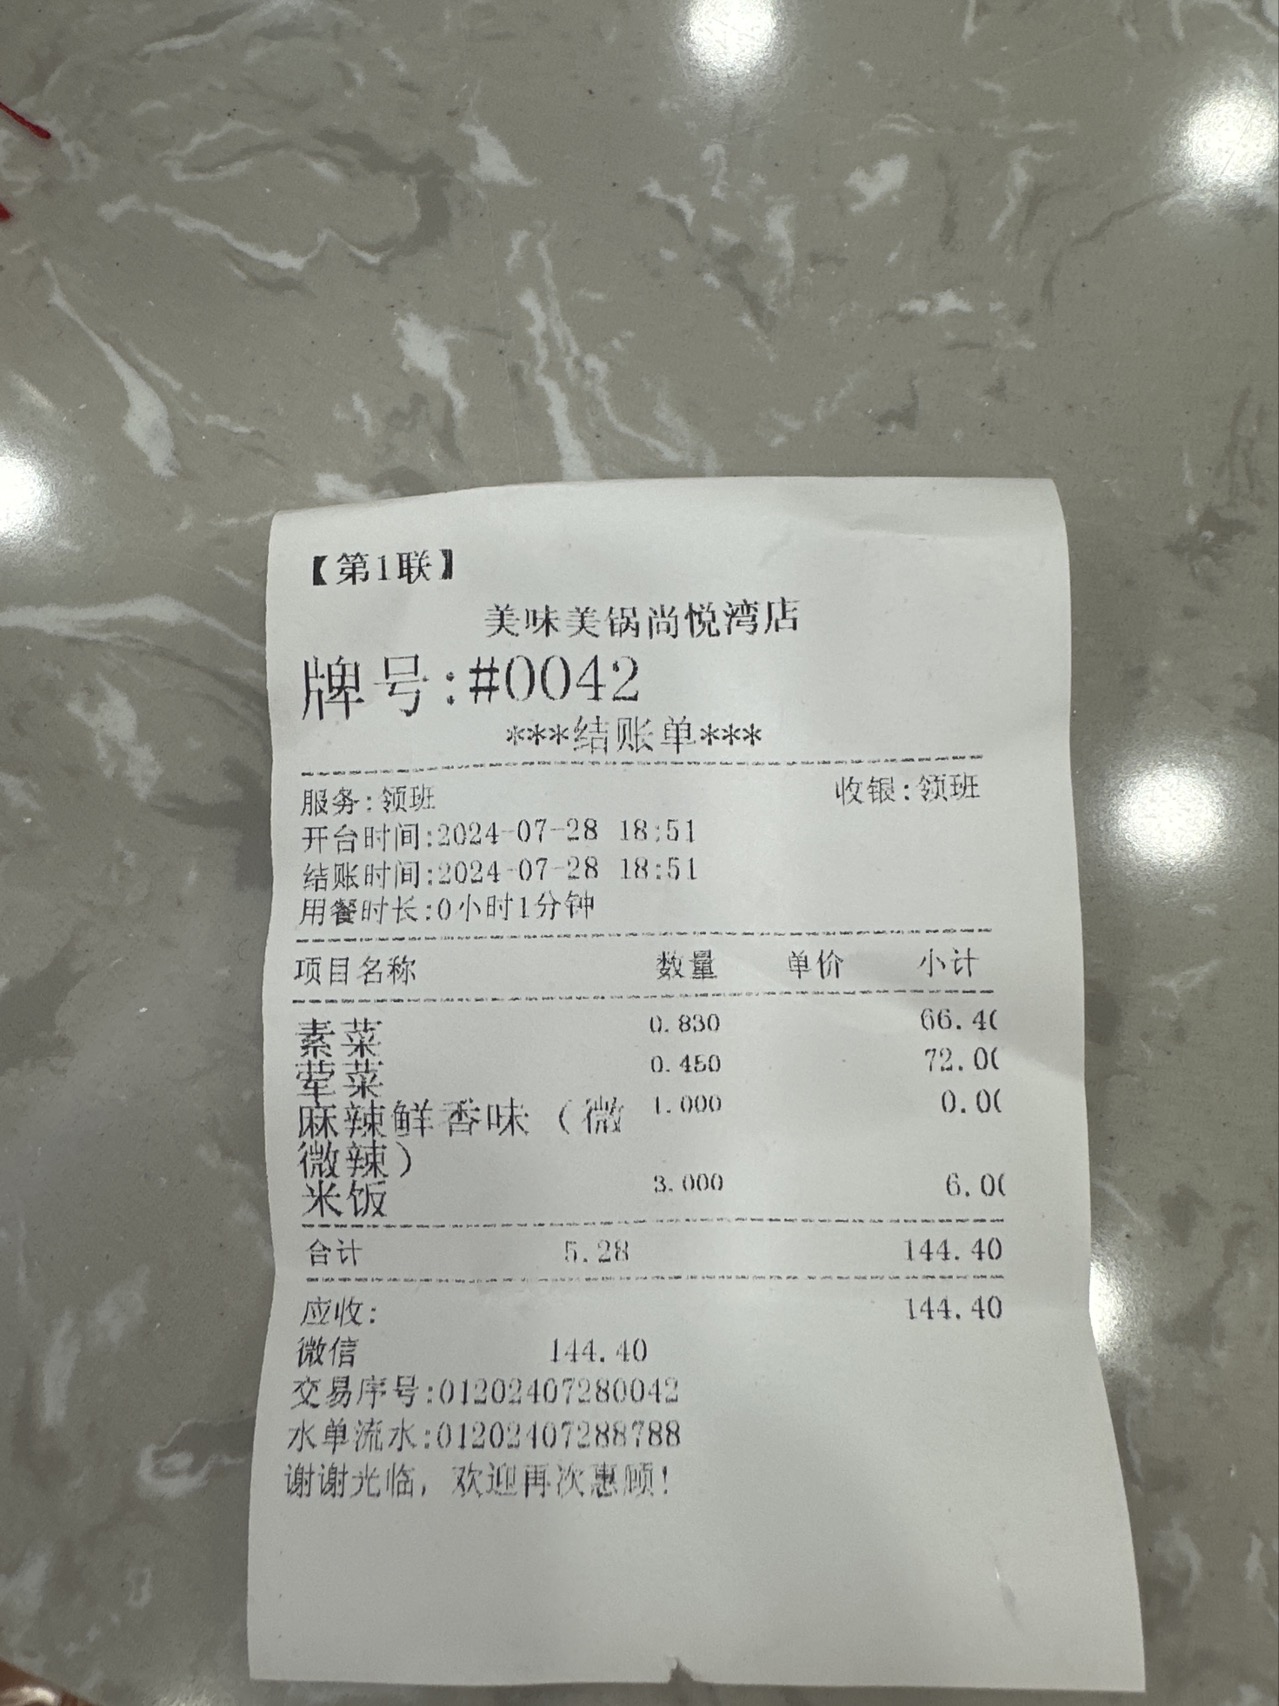 【第1联】
美味美锅尚悦湾店
牌号:#0042
***结账单***
服务:领班 收银:领班
开台时间:2024-07-28 18:51
结账时间:2024-07-28 18:51
用餐时长:0小时1分钟
项目名称 数量 单价 小计
素菜 0.830 66.4(
荤菜 0.450 72.0(
麻辣鲜香味（微 1.000 0.0(
微辣）
米饭 3.000 6.0(
合计 5.28 144.40
应收: 144.40
微信 144.40
交易序号:01202407280042
水单流水:01202407288788
谢谢光临, 欢迎再次惠顾!